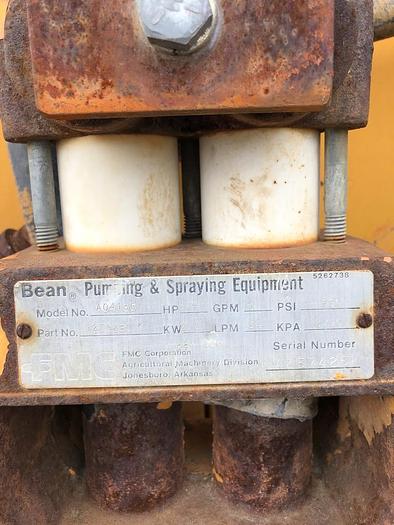 5262738
Bean® Pumping & Spraying Equipment
Model No. HP GPM PSI
Part No. KW LPM KPA
Serial Number
FMC FMC Corporation
Agricultural Machinery Division
Jonesboro, Arkansas